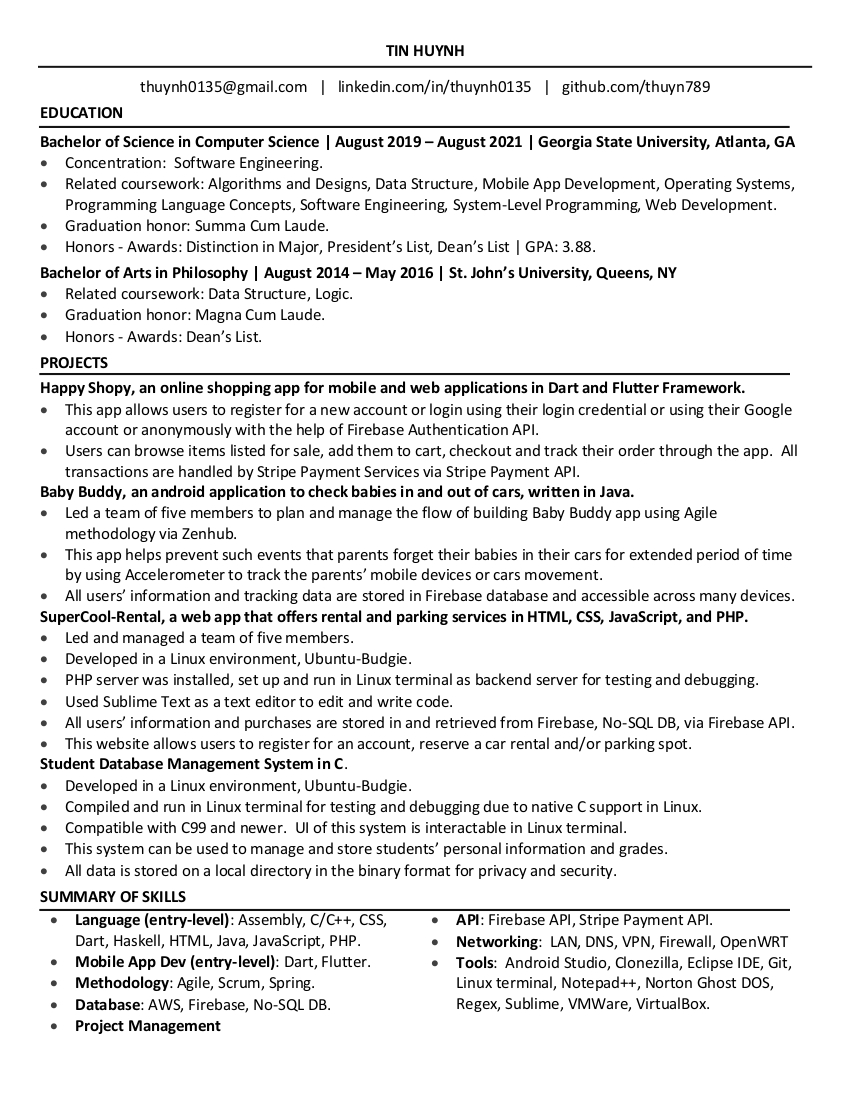 TIN HUYNH
thuynh0135@gmail.com | linkedin.com/in/thuynh0135 | github.com/thuyn789
EDUCATION
Bachelor of Science in Computer Science | August 2019 – August 2021 | Georgia State University, Atlanta, GA
• Concentration: Software Engineering.
• Related coursework: Algorithms and Designs, Data Structure, Mobile App Development, Operating Systems,
Programming Language Concepts, Software Engineering, System-Level Programming, Web Development.
• Graduation honor: Summa Cum Laude.
• Honors - Awards: Distinction in Major, President’s List, Dean’s List | GPA: 3.88.
Bachelor of Arts in Philosophy | August 2014 – May 2016 | St. John’s University, Queens, NY
• Related coursework: Data Structure, Logic.
• Graduation honor: Magna Cum Laude.
• Honors - Awards: Dean’s List.
PROJECTS
Happy Shopy, an online shopping app for mobile and web applications in Dart and Flutter Framework.
• This app allows users to register for a new account or login using their login credential or using their Google
account or anonymously with the help of Firebase Authentication API.
• Users can browse items listed for sale, add them to cart, checkout and track their order through the app. All
transactions are handled by Stripe Payment Services via Stripe Payment API.
Baby Buddy, an android application to check babies in and out of cars, written in Java.
• Led a team of five members to plan and manage the flow of building Baby Buddy app using Agile
methodology via Zenhub.
• This app helps prevent such events that parents forget their babies in their cars for extended period of time
by using Accelerometer to track the parents’ mobile devices or cars movement.
• All users’ information and tracking data are stored in Firebase database and accessible across many devices.
SuperCool-Rental, a web app that offers rental and parking services in HTML, CSS, JavaScript, and PHP.
• Led and managed a team of five members.
• Developed in a Linux environment, Ubuntu-Budgie.
• PHP server was installed, set up and run in Linux terminal as backend server for testing and debugging.
• Used Sublime Text as a text editor to edit and write code.
• All users’ information and purchases are stored in and retrieved from Firebase, No-SQL DB, via Firebase API.
• This website allows users to register for an account, reserve a car rental and/or parking spot.
Student Database Management System in C.
• Developed in a Linux environment, Ubuntu-Budgie.
• Compiled and run in Linux terminal for testing and debugging due to native C support in Linux.
• Compatible with C99 and newer. UI of this system is interactable in Linux terminal.
• This system can be used to manage and store students’ personal information and grades.
• All data is stored on a local directory in the binary format for privacy and security.
SUMMARY OF SKILLS
• Language (entry-level): Assembly, C/C++, CSS,
Dart, Haskell, HTML, Java, JavaScript, PHP.
• Mobile App Dev (entry-level): Dart, Flutter.
• Methodology: Agile, Scrum, Spring.
• Database: AWS, Firebase, No-SQL DB.
• Project Management
• API: Firebase API, Stripe Payment API.
• Networking: LAN, DNS, VPN, Firewall, OpenWRT
• Tools: Android Studio, Clonezilla, Eclipse IDE, Git,
Linux terminal, Notepad++, Norton Ghost DOS,
Regex, Sublime, VMWare, VirtualBox.